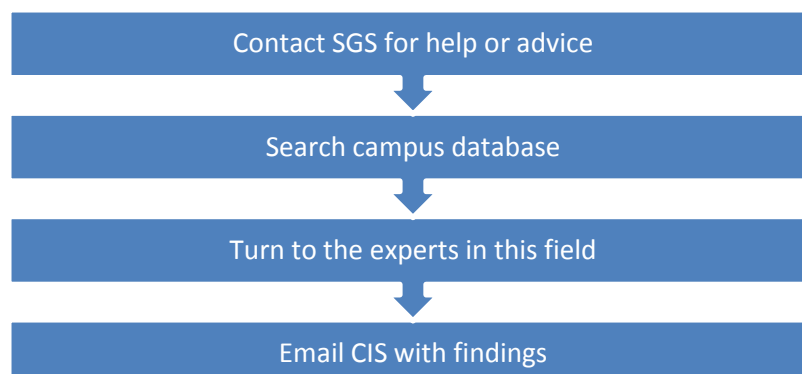 Contact SGS for help or advice
Search campus database
Turn to the experts in this field
Email CIS with findings